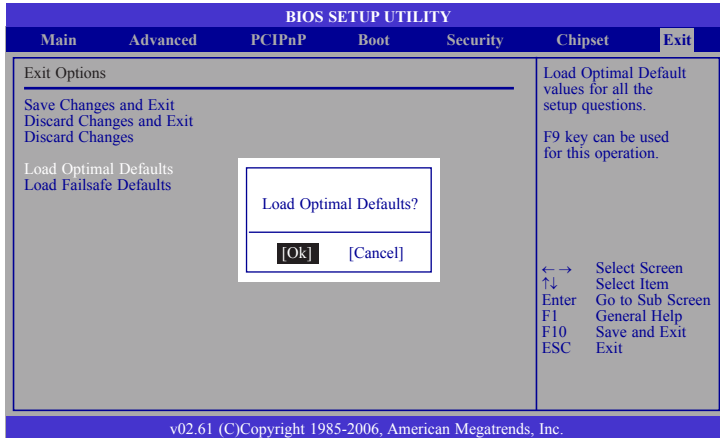 BIOS SETUP UTILITY
Main Advanced PCIPnP Boot Security Chipset Exit
Exit Options
Save Changes and Exit
Discard Changes and Exit
Discard Changes
Load Optimal Defaults
Load Failsafe Defaults
Load Optimal Defaults?
[Ok] [Cancel]
Load Optimal Default
values for all the
setup questions.
F9 key can be used
for this operation.
←→ Select Screen
↑↓ Select Item
Enter Go to Sub Screen
F1 General Help
F10 Save and Exit
ESC Exit
v02.61 (C)Copyright 1985-2006, American Megatrends, Inc.